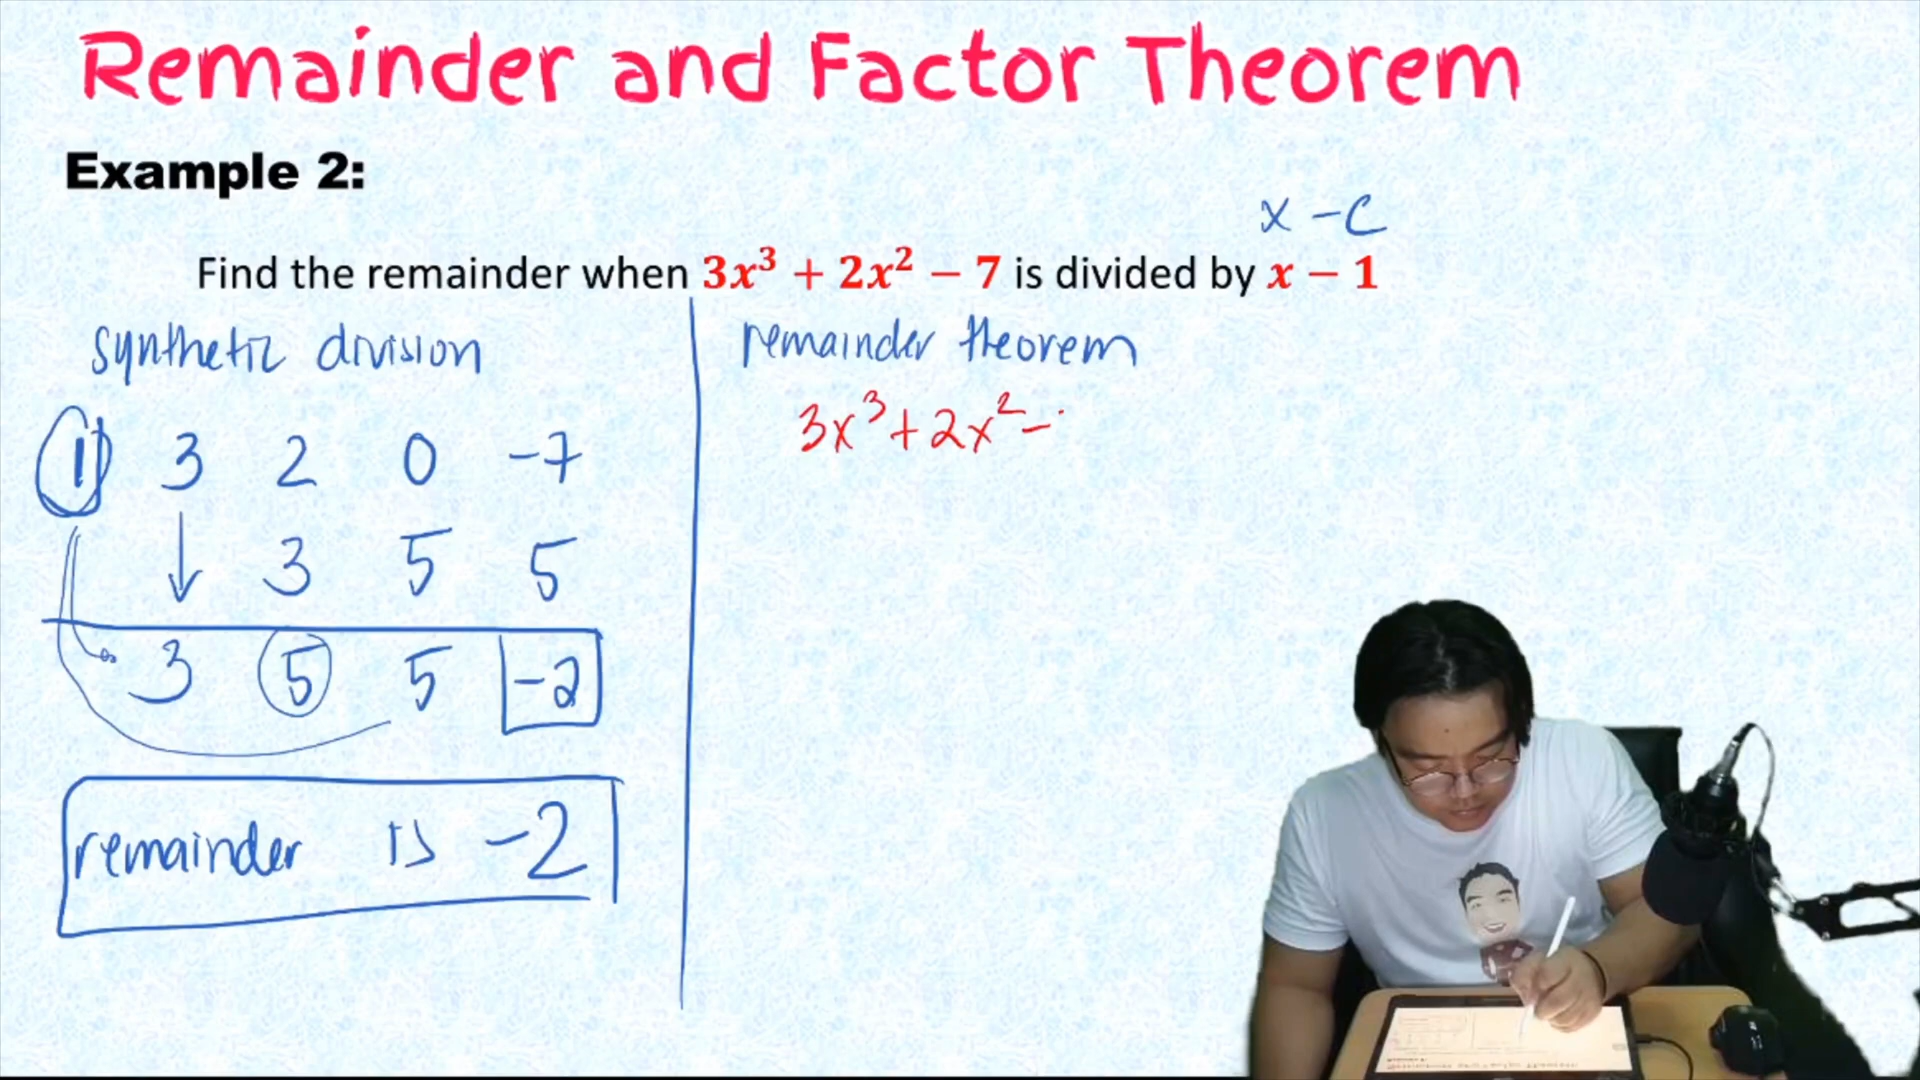 Remainder and Factor Theorem
Example 2:
x - c
Find the remainder when 3x³ + 2x² − 7 is divided by x − 1
synthetic division
1 3 2 0 -7
3 5 5
3 5 5 -2
remainder is -2
remainder theorem
3x³ + 2x² -